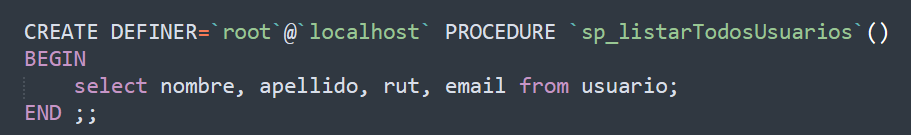 CREATE DEFINER=`root`@`localhost` PROCEDURE `sp_listarTodosUsuarios`()
BEGIN
    select nombre, apellido, rut, email from usuario;
END ;;